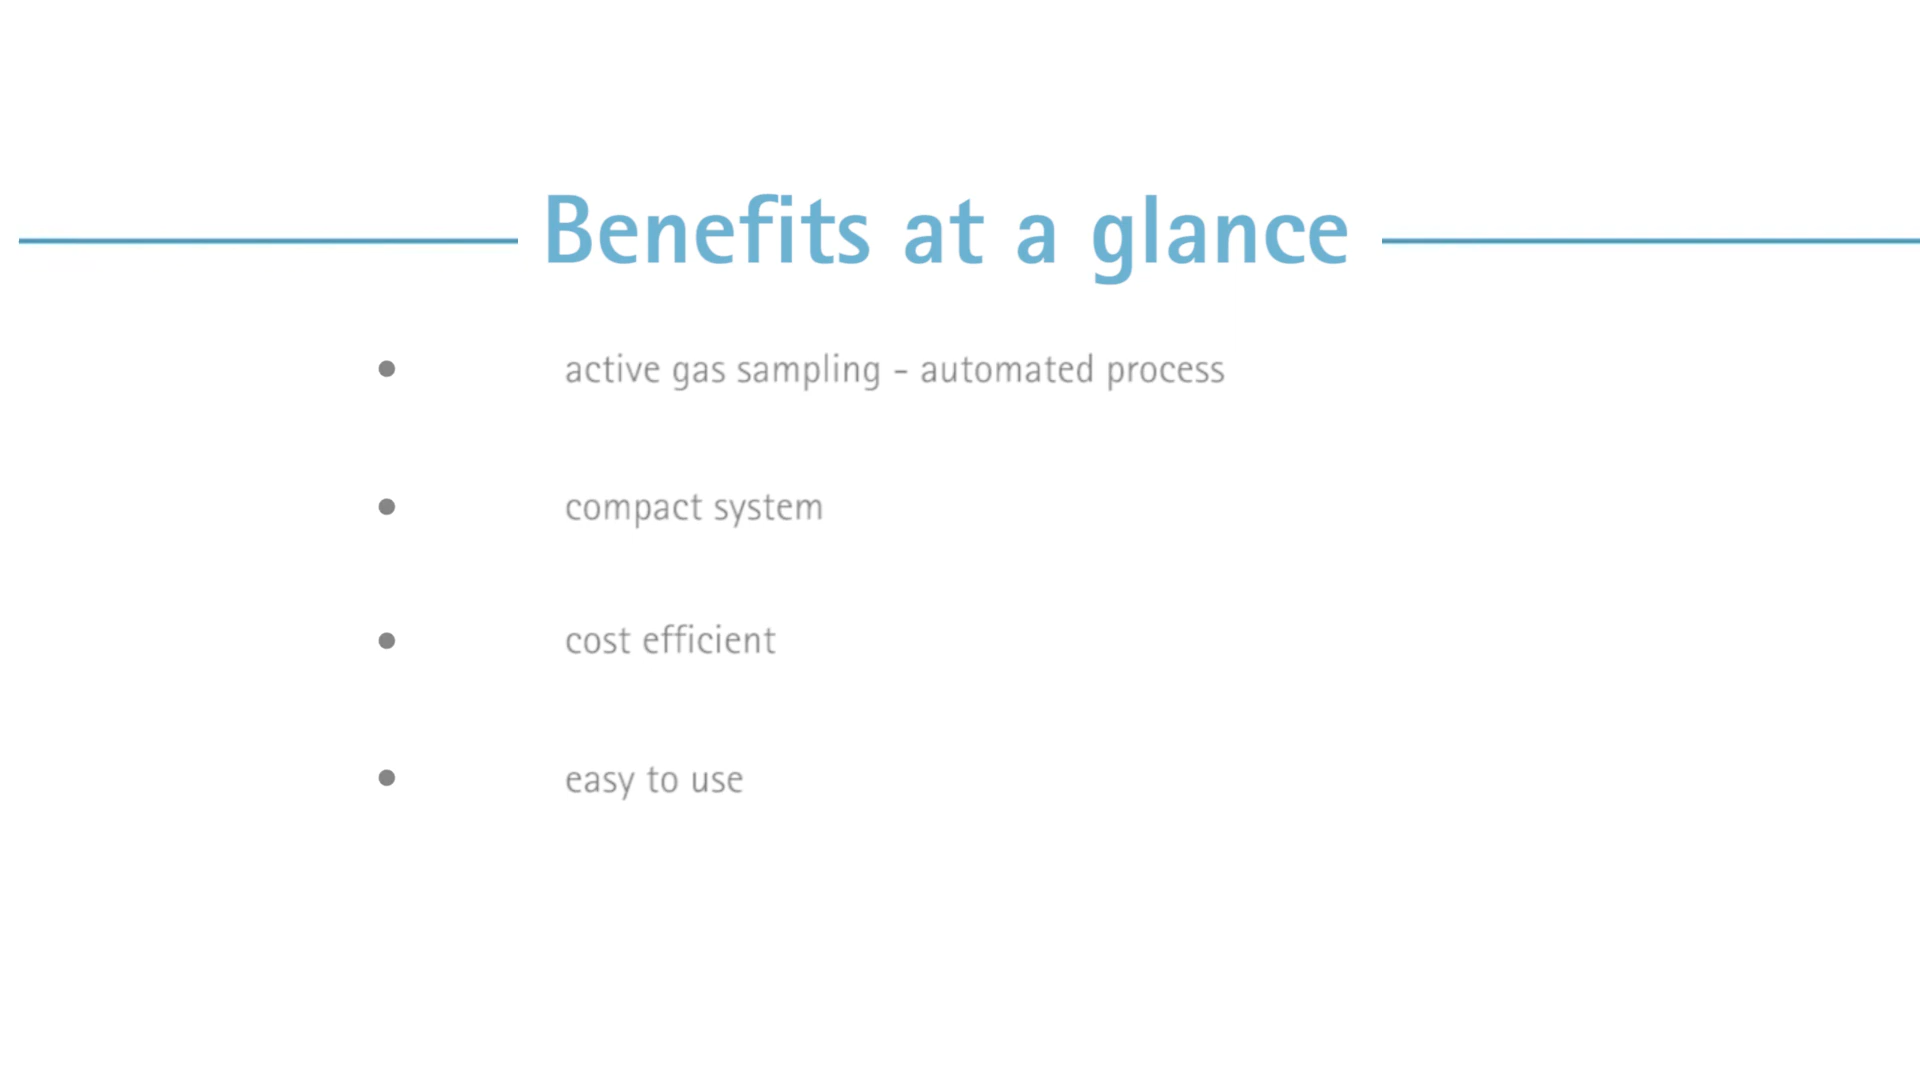 Benefits at a glance
• active gas sampling - automated process
• compact system
• cost efficient
• easy to use